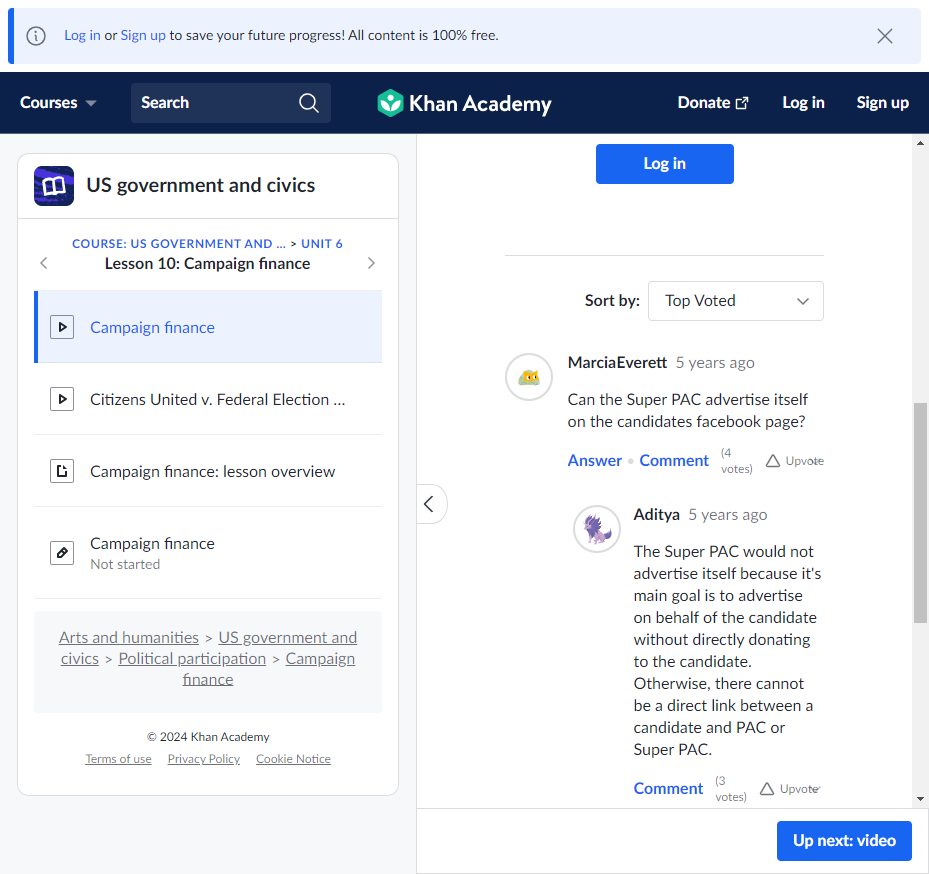 Log in or Sign up to save your future progress! All content is 100% free.
Courses
Search
Khan Academy
Donate
Log in
Sign up
US government and civics
COURSE: US GOVERNMENT AND ... > UNIT 6
Lesson 10: Campaign finance
Campaign finance
Citizens United v. Federal Election ...
Campaign finance: lesson overview
Campaign finance
Not started
Arts and humanities > US government and
civics > Political participation > Campaign
finance
© 2024 Khan Academy
Terms of use Privacy Policy Cookie Notice
Log in
Sort by: Top Voted
MarciaEverett 5 years ago
Can the Super PAC advertise itself
on the candidates facebook page?
Answer • Comment (4 votes) Upvote
Aditya 5 years ago
The Super PAC would not
advertise itself because it's
main goal is to advertise
on behalf of the candidate
without directly donating
to the candidate.
Otherwise, there cannot
be a direct link between a
candidate and PAC or
Super PAC.
Comment (3 votes) Upvote
Up next: video